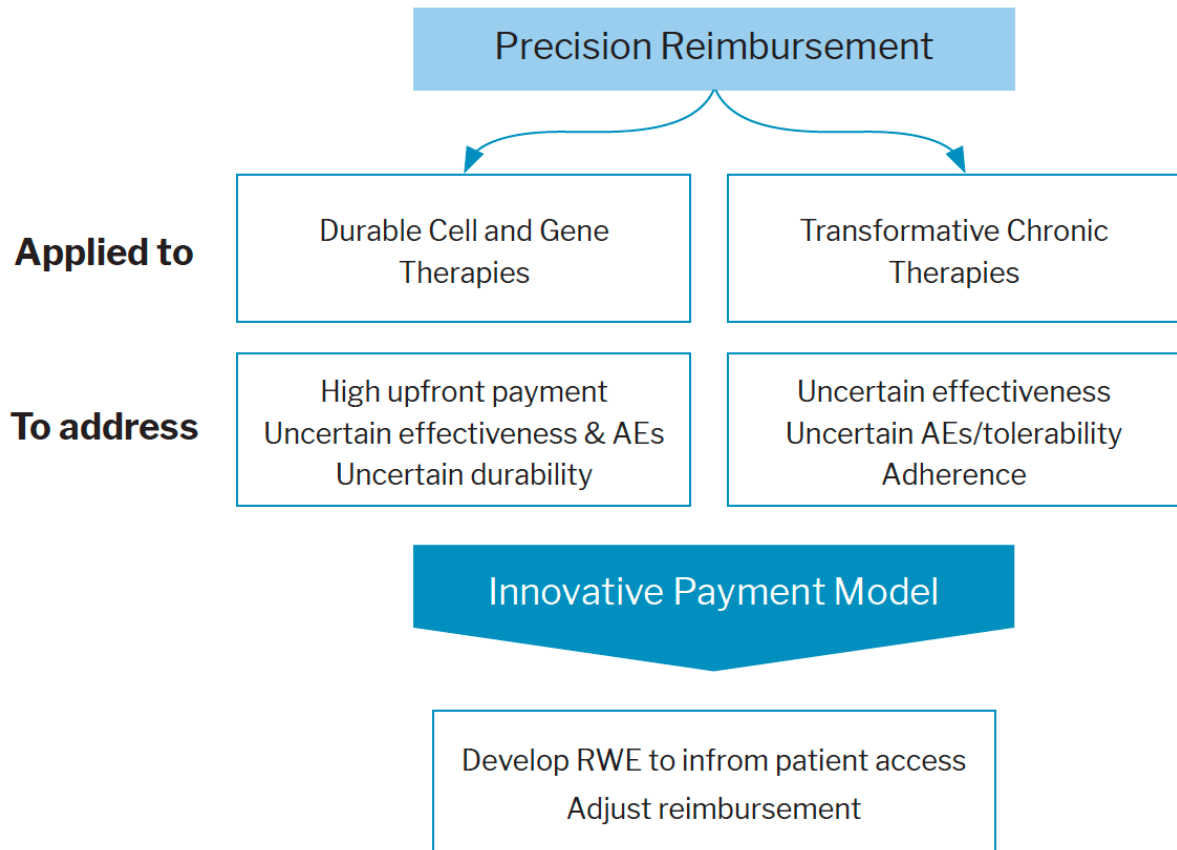 Precision Reimbursement
Applied to
Durable Cell and Gene
Therapies
Transformative Chronic
Therapies
To address
High upfront payment
Uncertain effectiveness & AEs
Uncertain durability
Uncertain effectiveness
Uncertain AEs/tolerability
Adherence
Innovative Payment Model
Develop RWE to infrom patient access
Adjust reimbursement